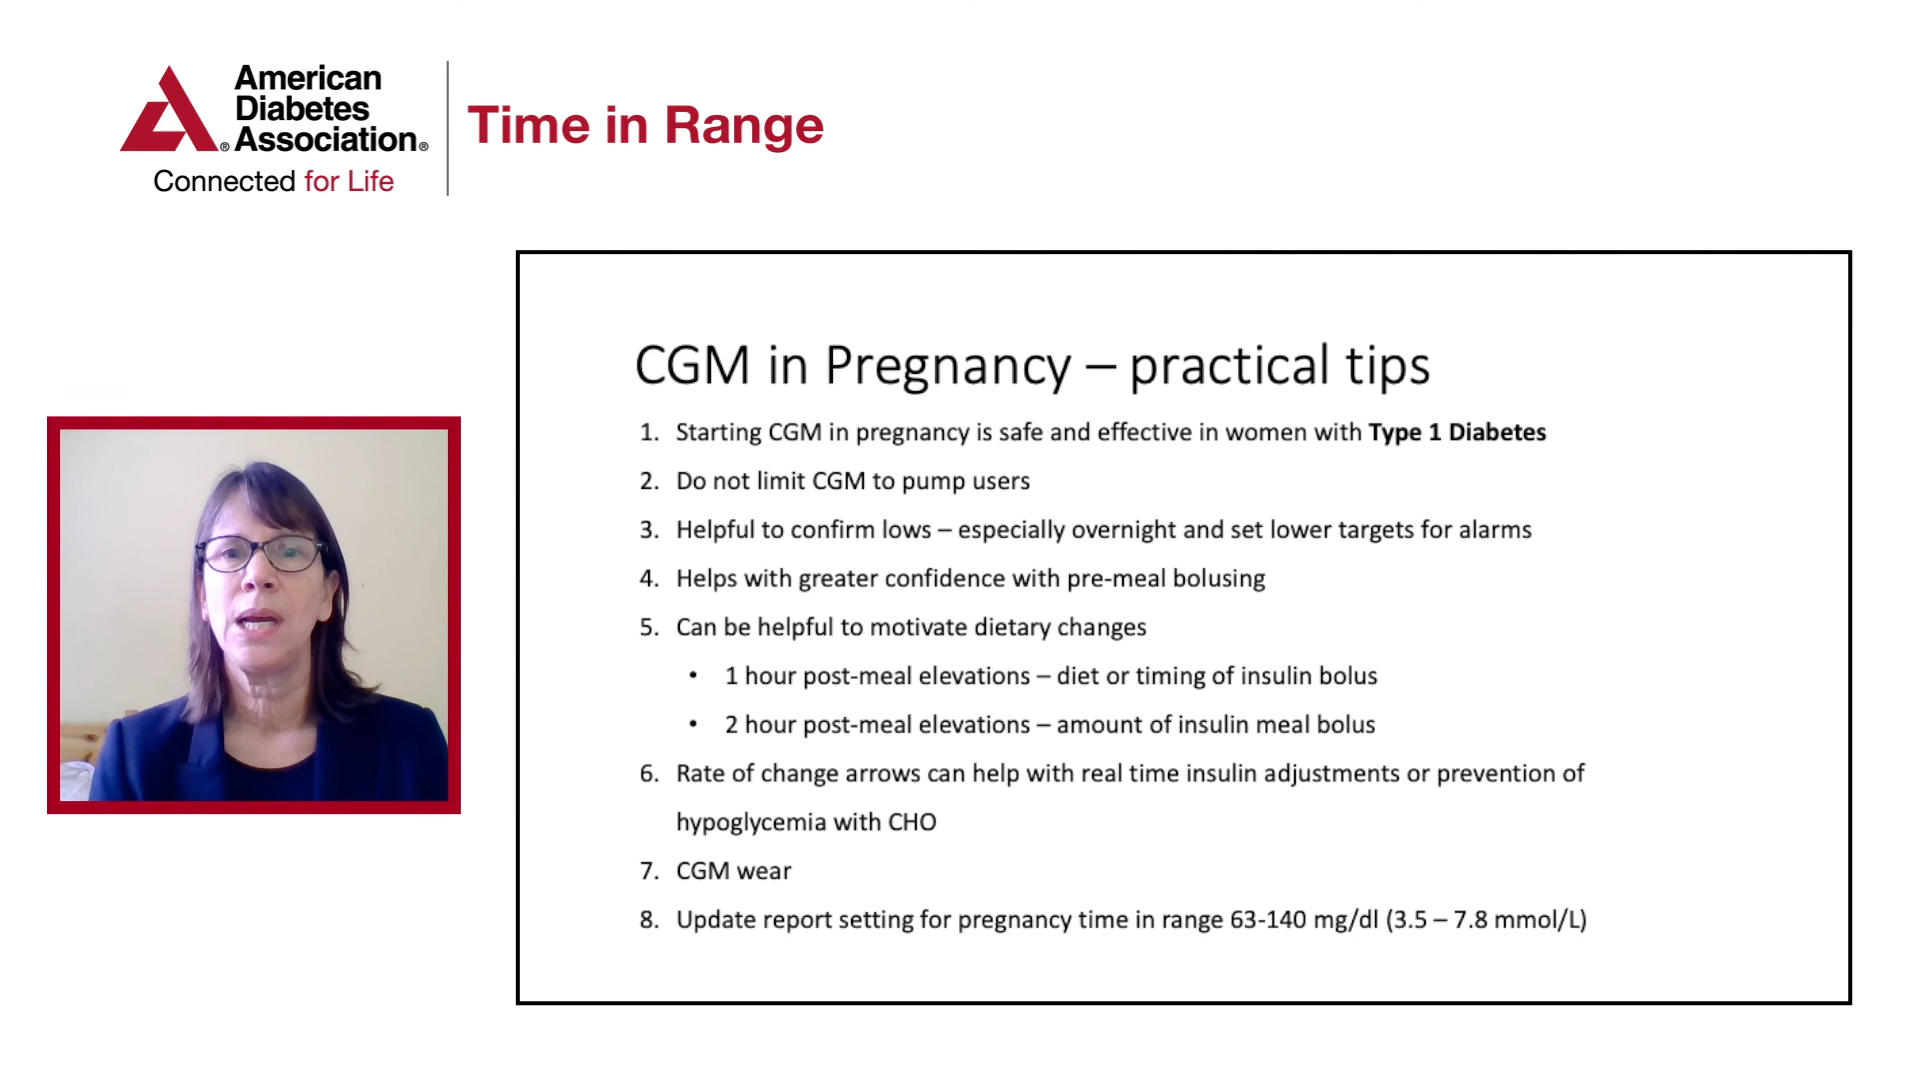 American
Diabetes
® Association®
Connected for Life
Time in Range
CGM in Pregnancy – practical tips
1. Starting CGM in pregnancy is safe and effective in women with Type 1 Diabetes
2. Do not limit CGM to pump users
3. Helpful to confirm lows – especially overnight and set lower targets for alarms
4. Helps with greater confidence with pre-meal bolusing
5. Can be helpful to motivate dietary changes
• 1 hour post-meal elevations – diet or timing of insulin bolus
• 2 hour post-meal elevations – amount of insulin meal bolus
6. Rate of change arrows can help with real time insulin adjustments or prevention of
hypoglycemia with CHO
7. CGM wear
8. Update report setting for pregnancy time in range 63-140 mg/dl (3.5 – 7.8 mmol/L)